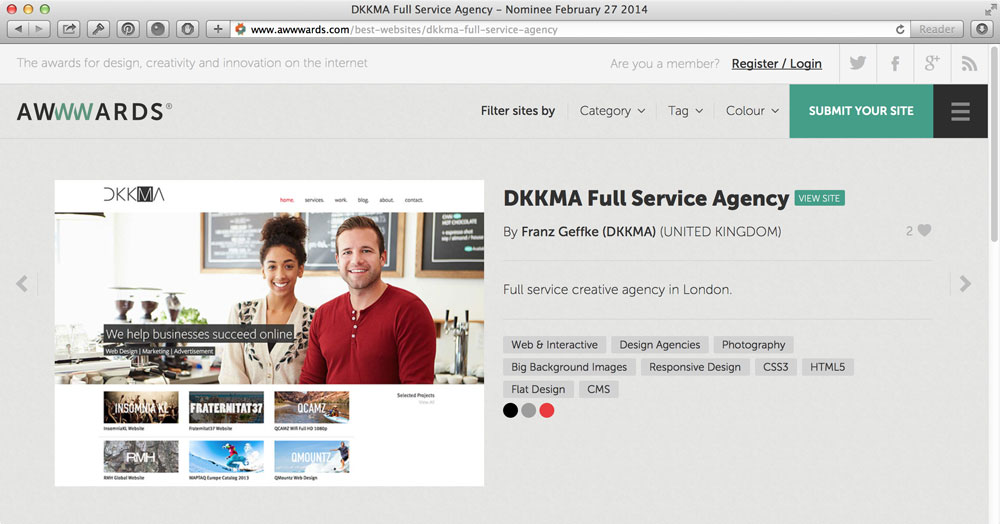 DKKMA Full Service Agency – Nominee February 27 2014
www.awwwards.com/best-websites/dkkma-full-service-agency
Reader
The awards for design, creativity and innovation on the internet
Are you a member? Register / Login
AWWWARDS®
Filter sites by Category Tag Colour SUBMIT YOUR SITE
DKKMA
home. services. work. blog. about. contact.
HOT CHOCOLATE
+ espresso shot
We help businesses succeed online
Web Design | Marketing | Advertisement
Selected Projects
INSOMNIA KL FRATERNITAT37 QCAMZ
InsomniaKL Website Fraternitat37 Website QCAMZ Wifi Full HD 1080p
RMH QMOUNTZ
RMH Global Website MAPTAQ Europe Catalog 2013 QMountz Web Design
DKKMA Full Service Agency VIEW SITE
By Franz Geffke (DKKMA) (UNITED KINGDOM) 2
Full service creative agency in London.
Web & Interactive Design Agencies Photography
Big Background Images Responsive Design CSS3 HTML5
Flat Design CMS